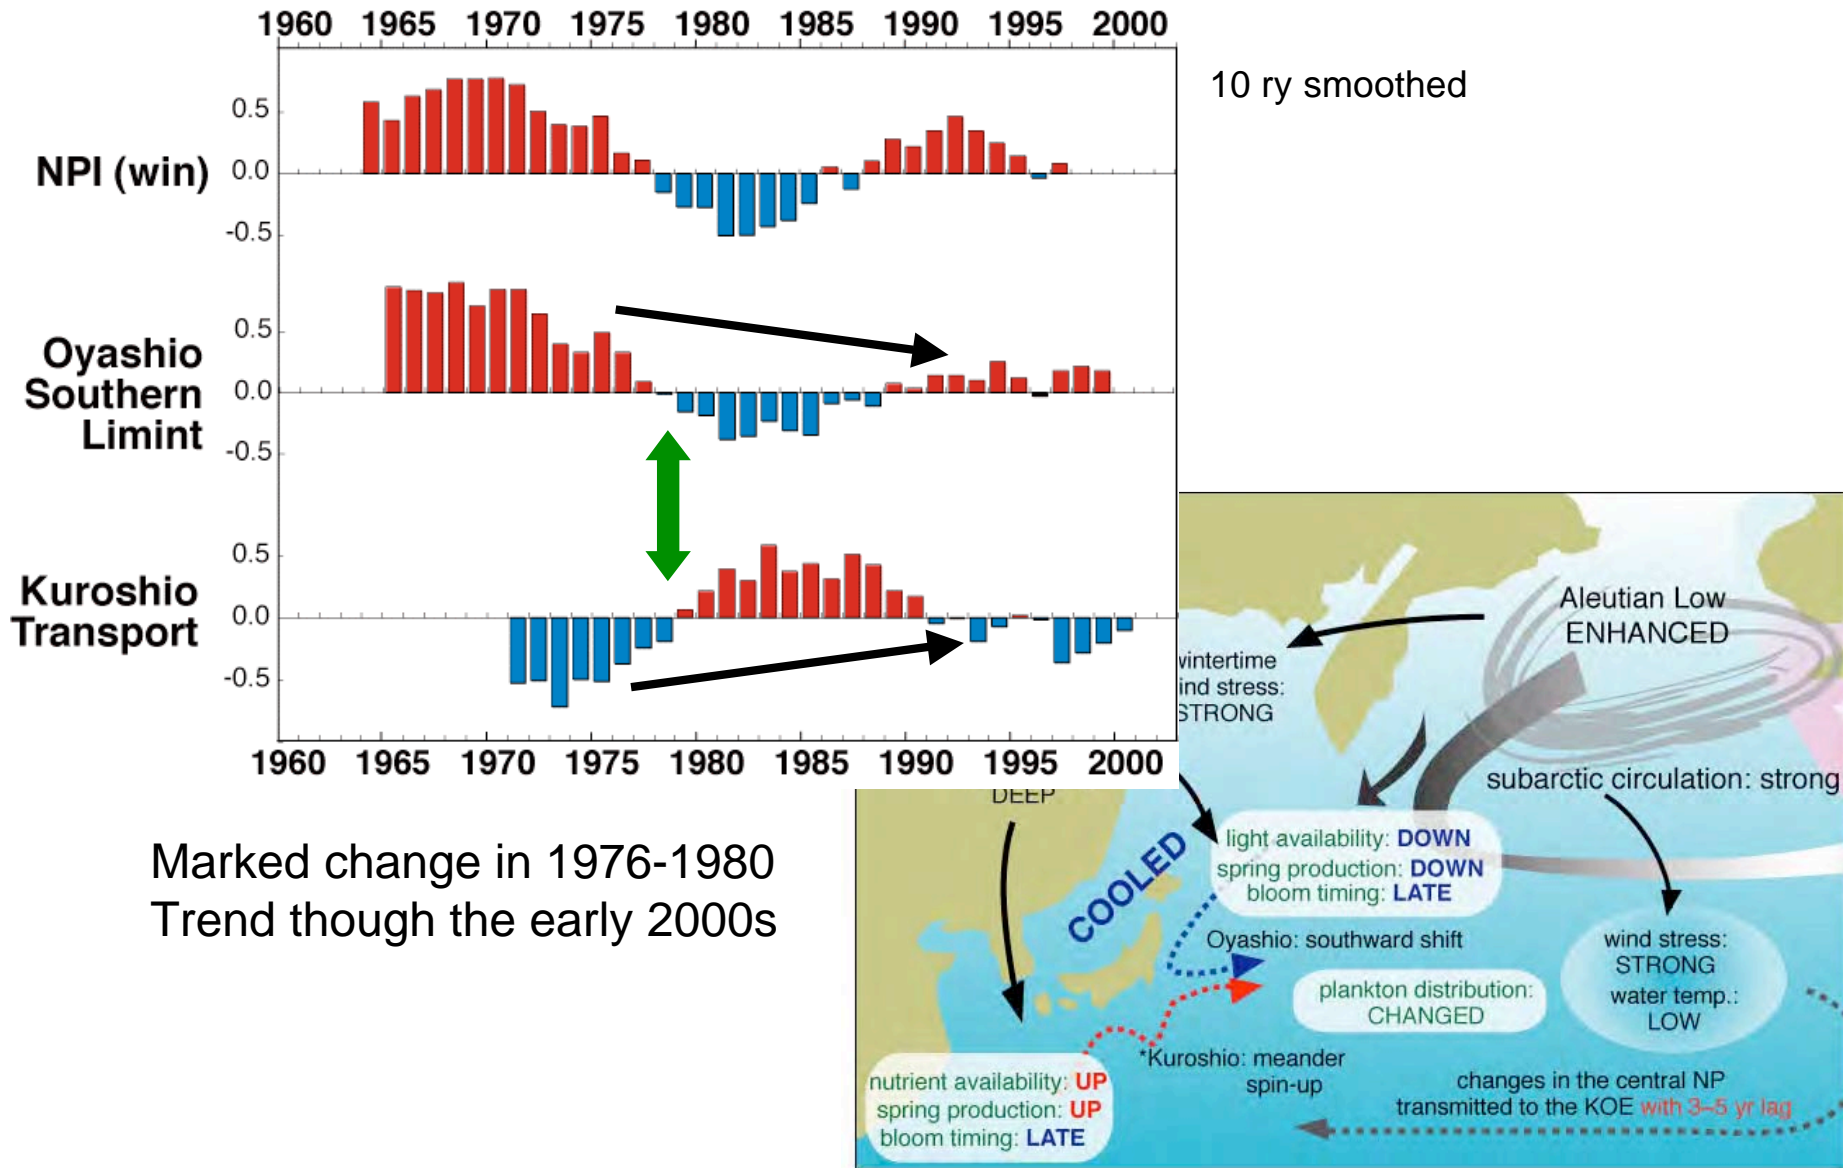 1960 1965 1970 1975 1980 1985 1990 1995 2000
10 ry smoothed
0.5
NPI (win)
0.0
-0.5
0.5
Oyashio
Southern
Limint
0.0
-0.5
0.5
Kuroshio
Transport
0.0
-0.5
1960 1965 1970 1975 1980 1985 1990 1995 2000
Marked change in 1976-1980
Trend though the early 2000s
Aleutian Low
ENHANCED
wintertime
ind stress:
STRONG
subarctic circulation: strong
DEEP
COOLED
light availability: DOWN
spring production: DOWN
bloom timing: LATE
Oyashio: southward shift
wind stress:
STRONG
water temp.:
LOW
plankton distribution:
CHANGED
*Kuroshio: meander
spin-up
nutrient availability: UP
spring production: UP
bloom timing: LATE
changes in the central NP
transmitted to the KOE with 3–5 yr lag